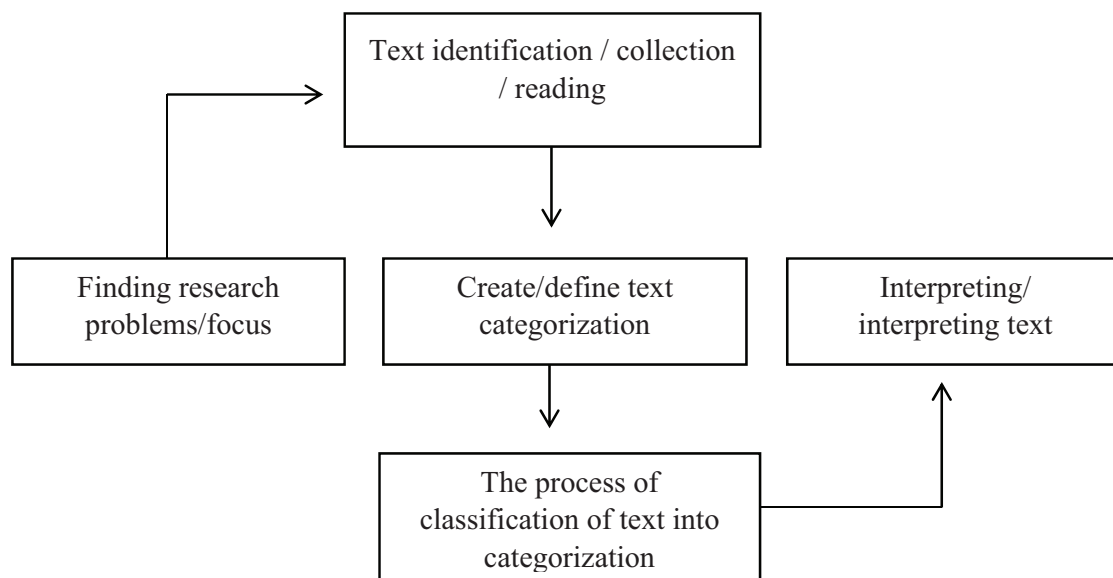 Text identification / collection
/ reading
Finding research
problems/focus
Create/define text
categorization
Interpreting/
interpreting text
The process of
classification of text into
categorization